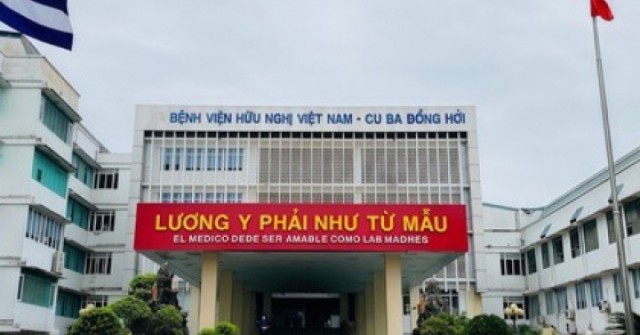 BỆNH VIỆN HỮU NGHỊ VIỆT NAM - CU BA ĐỒNG HỚI
LƯƠNG Y PHẢI NHƯ TỪ MẪU
EL MEDICO DEDE SER AMABLE COMO LAB MADHES